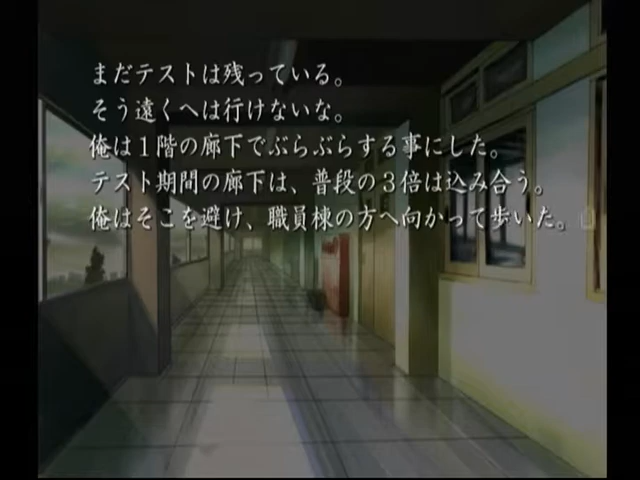 まだテストは残っている。
そう遠くへは行けないな。
俺は１階の廊下でぶらぶらする事にした。
テスト期間の廊下は、普段の３倍は込み合う。
俺はそこを避け、職員棟の方へ向かって歩いた。